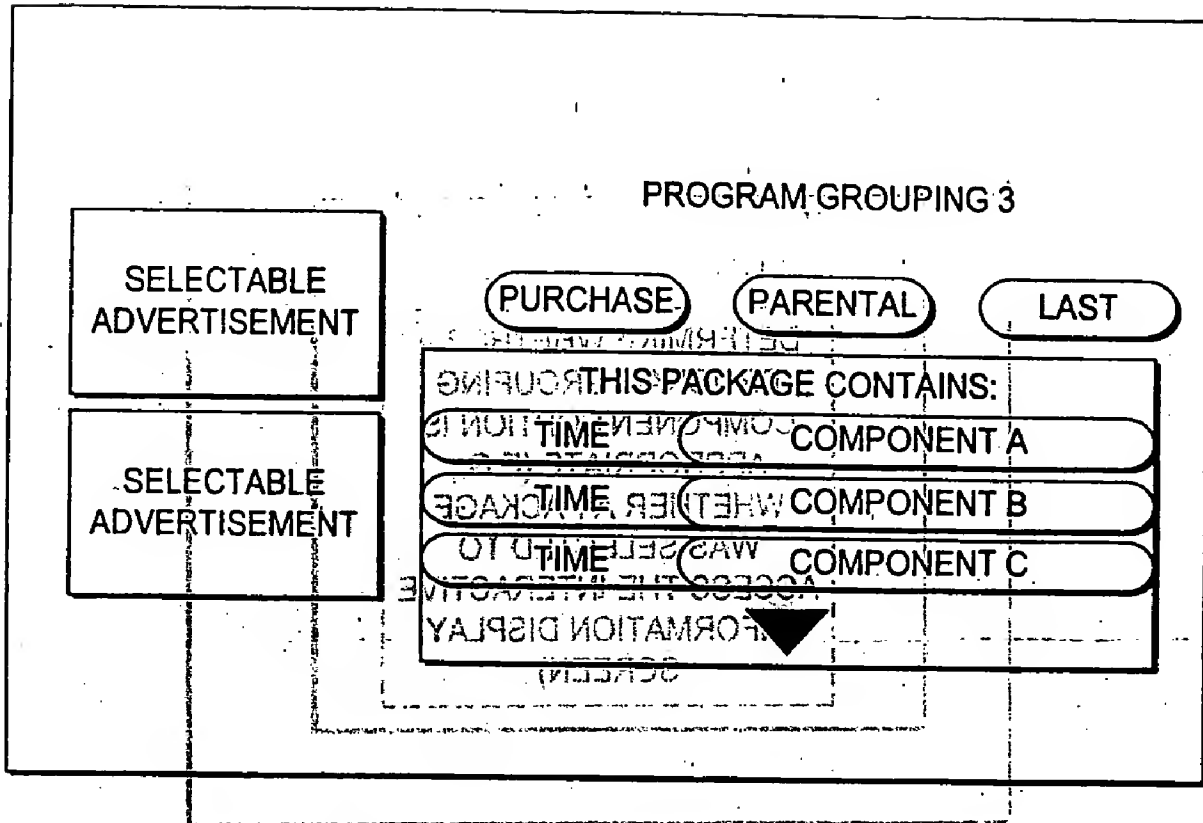 PROGRAM GROUPING 3
SELECTABLE
ADVERTISEMENT
SELECTABLE
ADVERTISEMENT
PURCHASE PARENTAL LAST
THIS PACKAGE CONTAINS:
TIME COMPONENT A
TIME COMPONENT B
TIME COMPONENT C